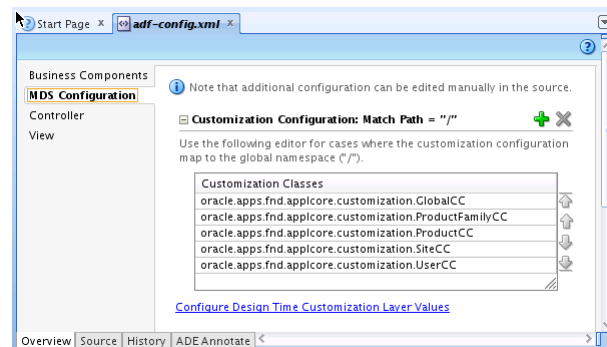 Start Page x adf-config.xml x
Business Components
MDS Configuration
Controller
View
Note that additional configuration can be edited manually in the source.
Customization Configuration: Match Path = "/"
Use the following editor for cases where the customization configuration
map to the global namespace ("/").
Customization Classes
oracle.apps.fnd.applcore.customization.GlobalCC
oracle.apps.fnd.applcore.customization.ProductFamilyCC
oracle.apps.fnd.applcore.customization.ProductCC
oracle.apps.fnd.applcore.customization.SiteCC
oracle.apps.fnd.applcore.customization.UserCC
Configure Design Time Customization Layer Values
Overview Source History ADE Annotate